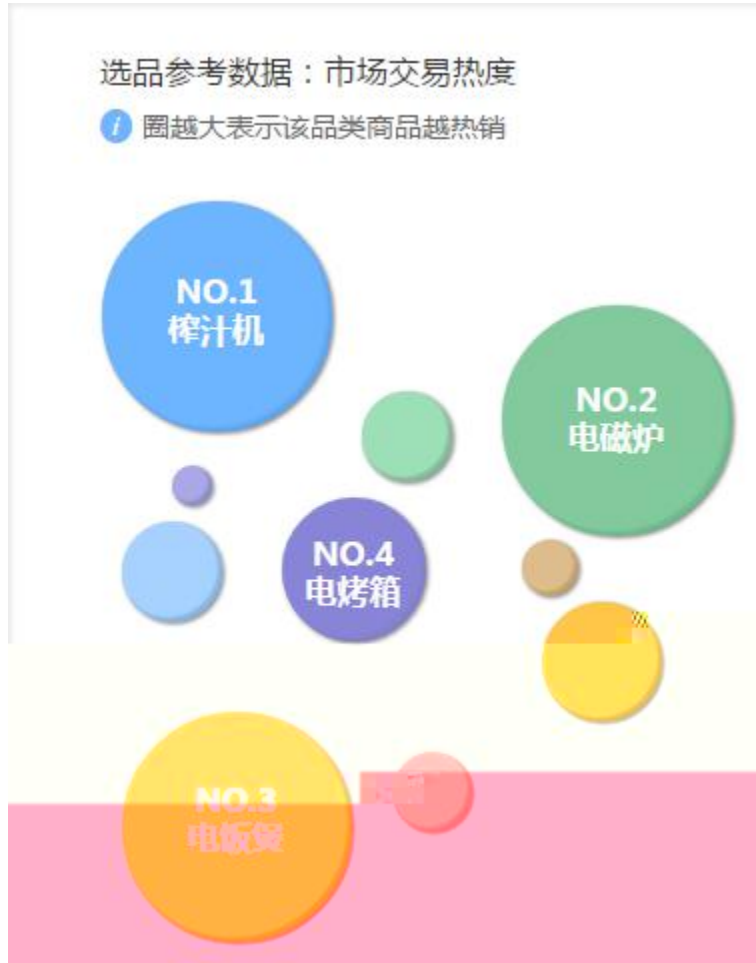 选品参考数据：市场交易热度
i 圈越大表示该品类商品越热销
NO.1
榨汁机
NO.2
电磁炉
NO.4
电烤箱
NO.3
电饭煲